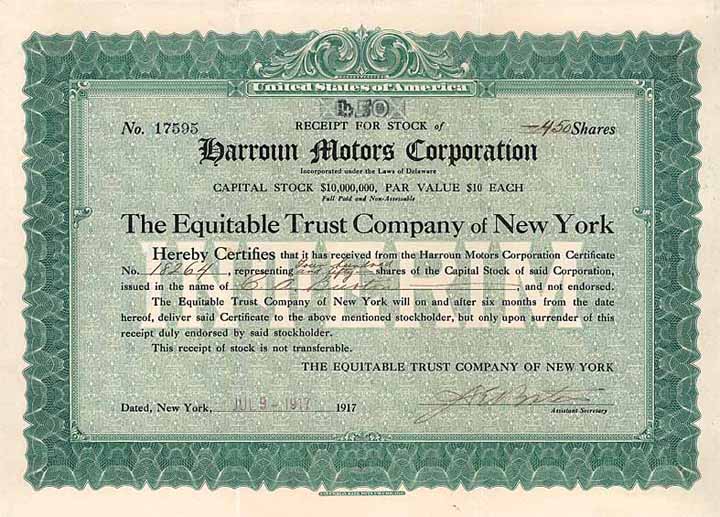 United States of America
450
No. 17595 RECEIPT FOR STOCK of 450 Shares
Harroun Motors Corporation
Incorporated under the Laws of Delaware
CAPITAL STOCK $10,000,000, PAR VALUE $10 EACH
Full Paid and Non-Assessable
The Equitable Trust Company of New York
Hereby Certifies that it has received from the Harroun Motors Corporation Certificate
No. 18264, representing four hundred and fifty shares of the Capital Stock of said Corporation,
issued in the name of C. A. and not endorsed.
The Equitable Trust Company of New York will on and after six months from the date
hereof, deliver said Certificate to the above mentioned stockholder, but only upon surrender of this
receipt duly endorsed by said stockholder.
This receipt of stock is not transferable.
THE EQUITABLE TRUST COMPANY OF NEW YORK
Dated, New York, JUL 9 - 1917 1917
Assistant Secretary